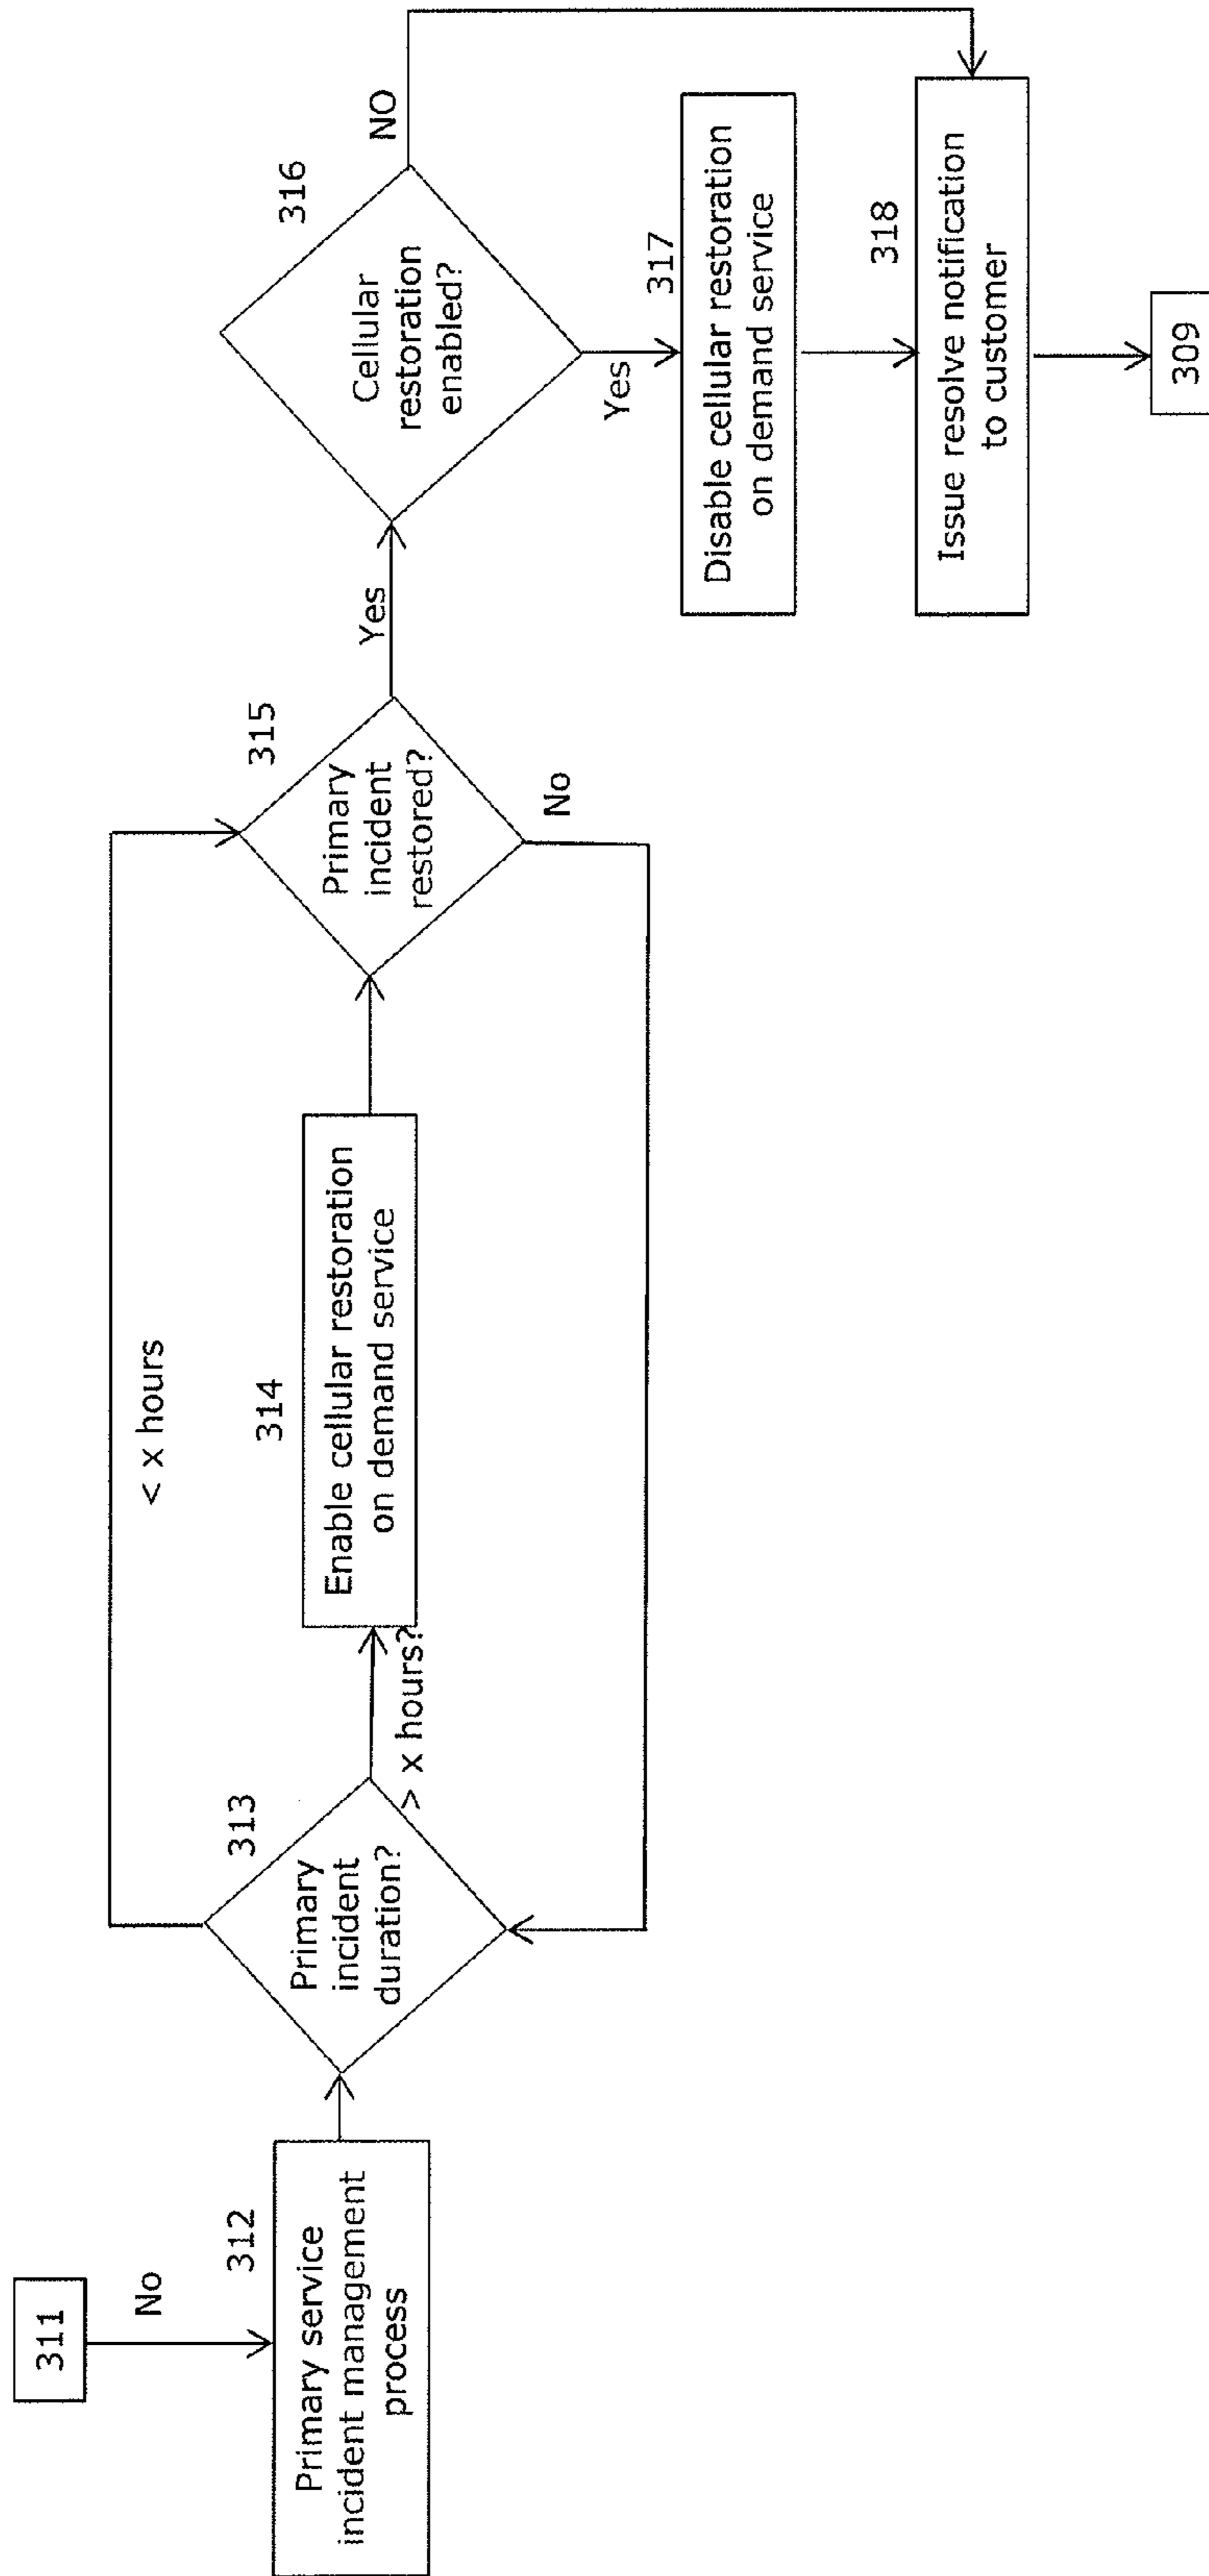 311
No
312
Primary service
incident management
process
313
Primary
incident
duration?
< x hours
> x hours?
314
Enable cellular restoration
on demand service
315
Primary
incident
restored?
No
Yes
316
Cellular
restoration
enabled?
NO
Yes
317
Disable cellular restoration
on demand service
318
Issue resolve notification
to customer
309